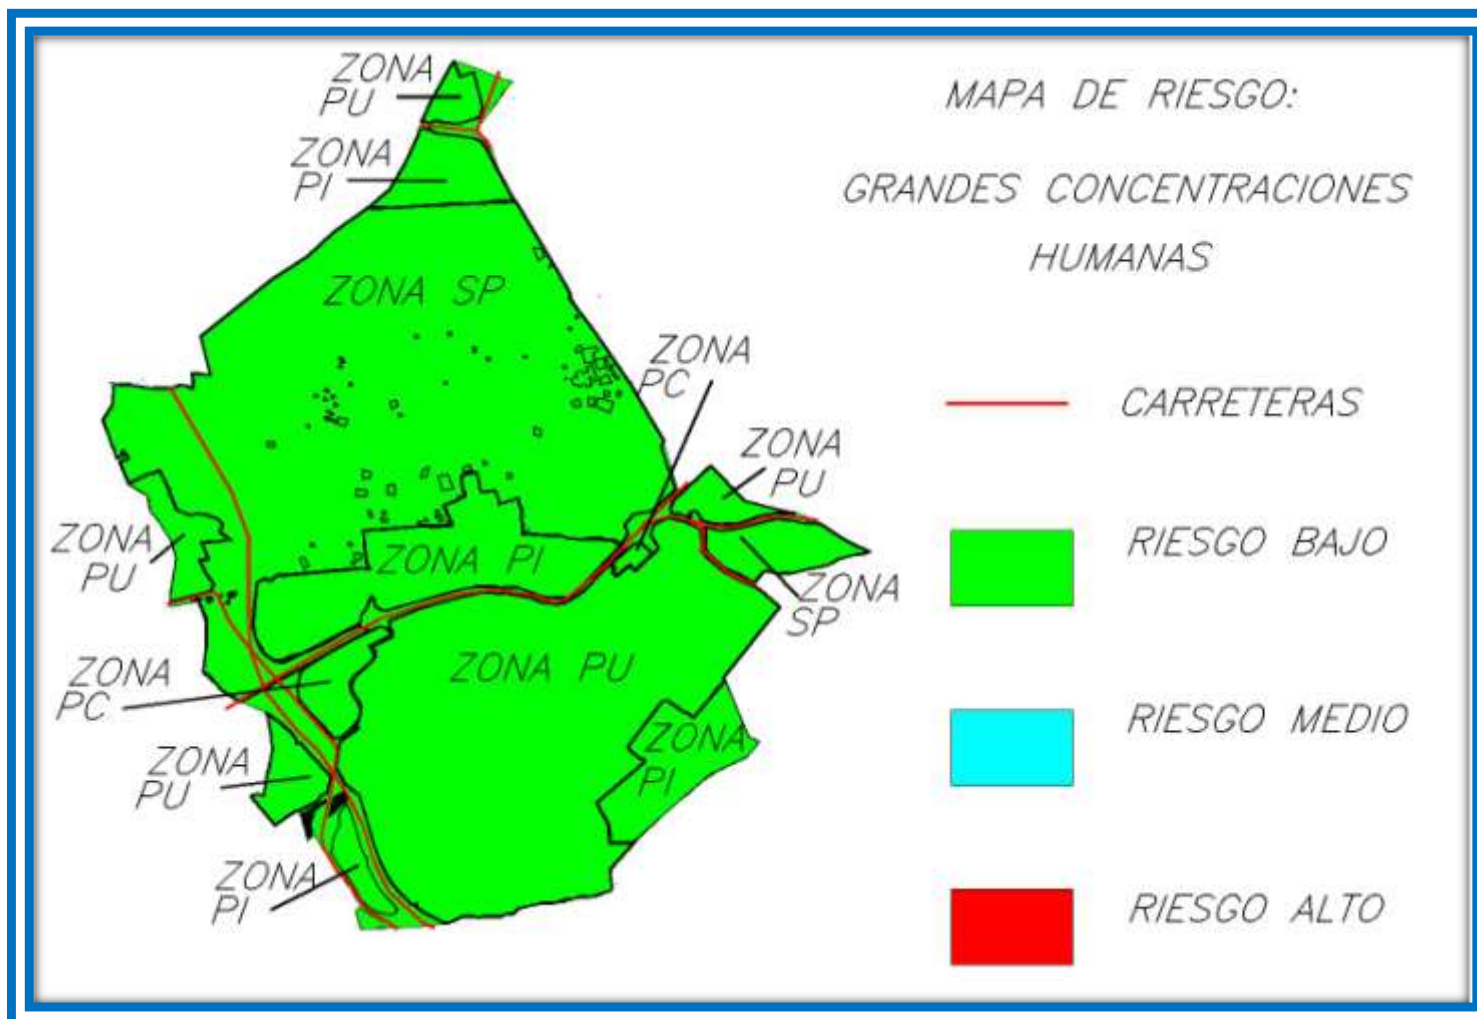 ZONA
PU
ZONA
PI
ZONA SP
ZONA
PC
ZONA
PU
ZONA
PU
ZONA PI
ZONA
SP
ZONA
PC
ZONA PU
ZONA
PI
ZONA
PU
ZONA
PI
MAPA DE RIESGO:
GRANDES CONCENTRACIONES
HUMANAS
CARRETERAS
RIESGO BAJO
RIESGO MEDIO
RIESGO ALTO